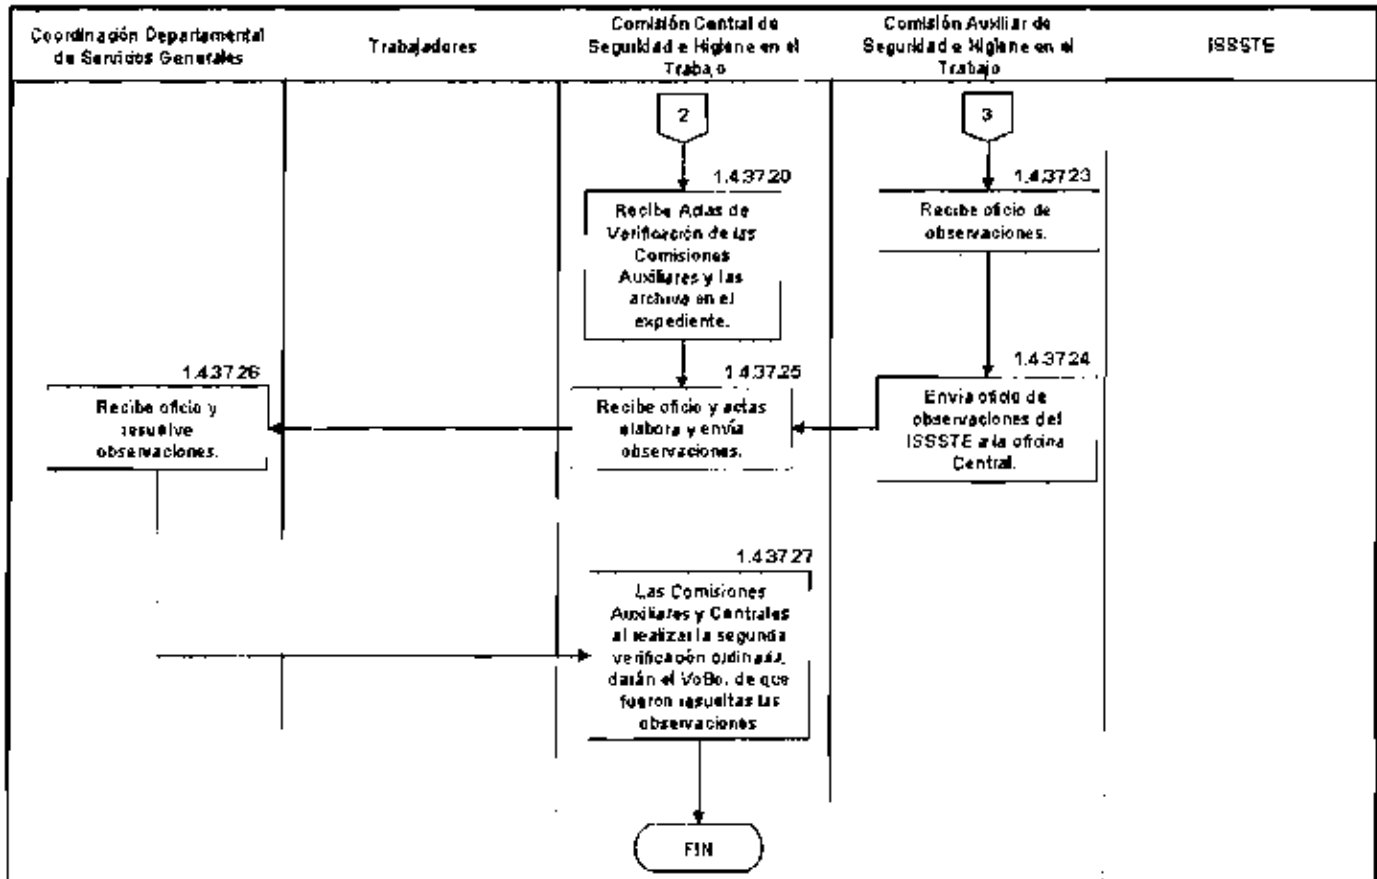 Coordinación Departamental
de Servicios Generales
Trabajadores
Comisión Central de
Seguridad e Higiene en el
Trabajo
Comisión Auxiliar de
Seguridad e Higiene en el
Trabajo
ISSSTE
2
3
1.4.37.20
Recibe Actas de
Verificación de las
Comisiones
Auxiliares y las
archiva en el
expediente.
1.4.37.23
Recibe oficio de
observaciones.
1.4.37.24
Envía oficio de
observaciones del
ISSSTE a la oficina
Central.
1.4.37.25
Recibe oficio y actas
elabora y envía
observaciones.
1.4.37.26
Recibe oficio y
resuelve
observaciones.
1.4.37.27
Las Comisiones
Auxiliares y Centrales
al realizar la segunda
verificación ordinaria,
darán el VoBo. de que
fueron resueltas las
observaciones
FIN